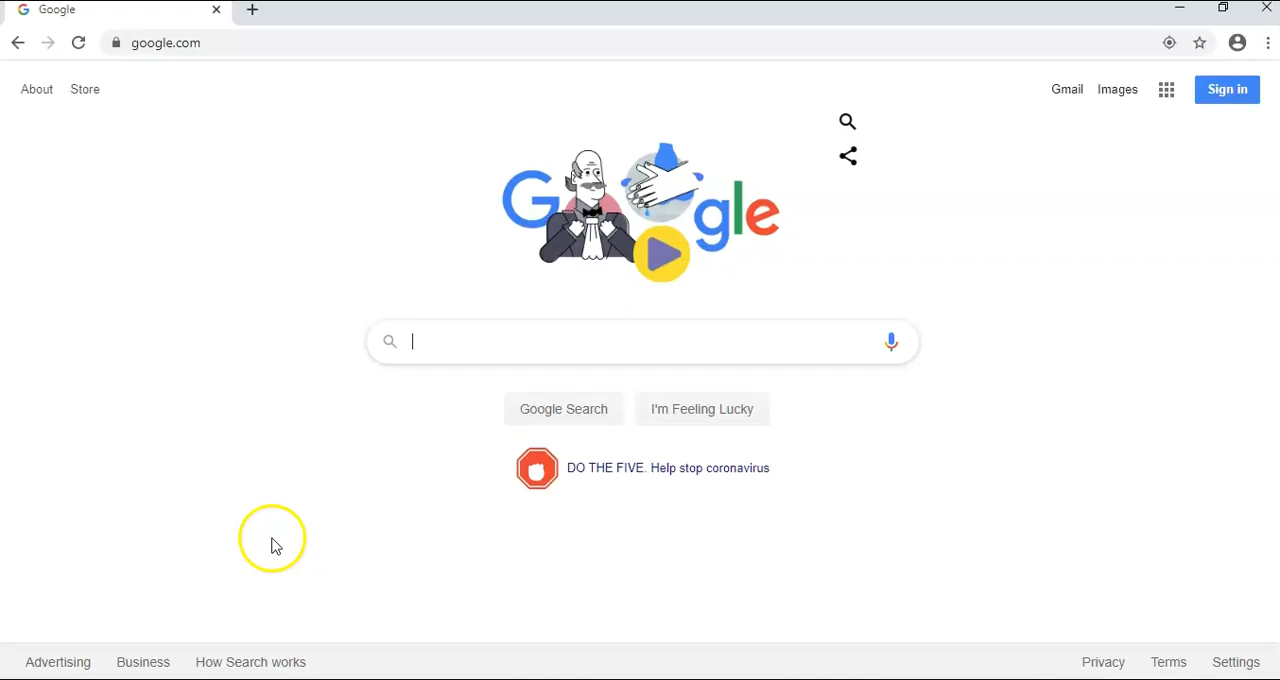 Google
google.com
About Store
Gmail Images Sign in
Google
Google Search I'm Feeling Lucky
DO THE FIVE. Help stop coronavirus
Advertising Business How Search works
Privacy Terms Settings